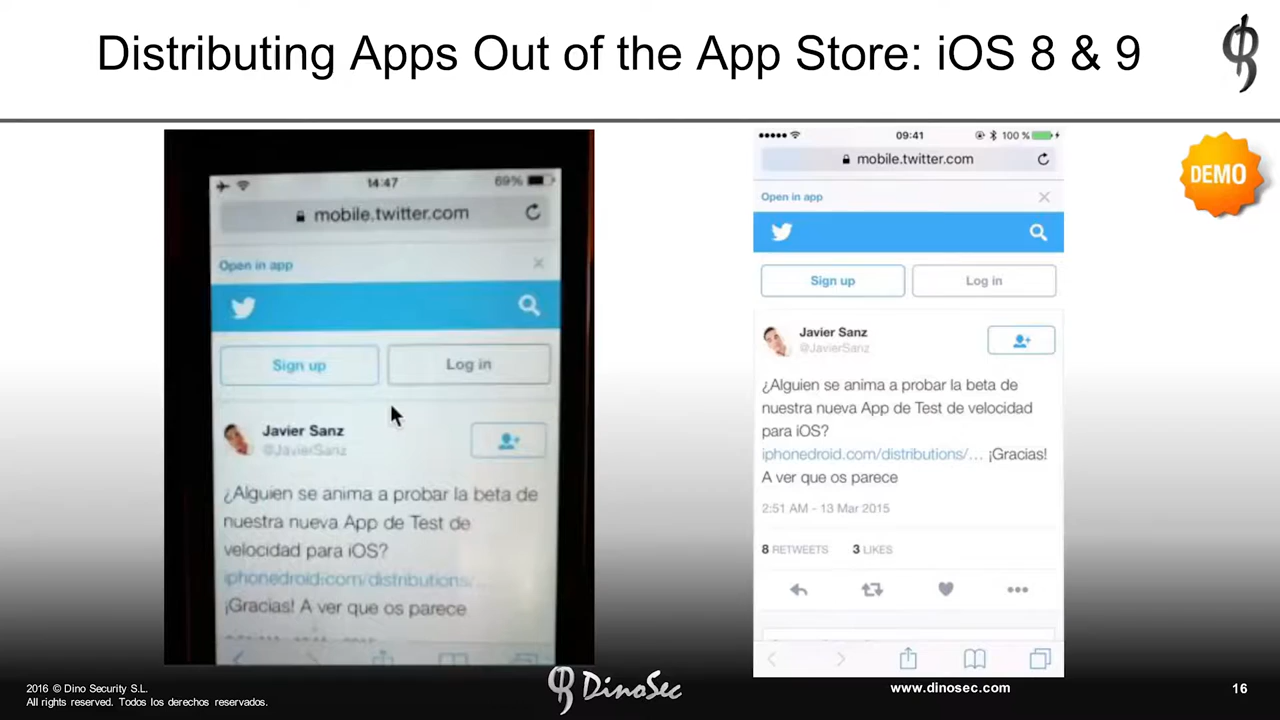 Distributing Apps Out of the App Store: iOS 8 & 9
14:47
69%
mobile.twitter.com
Open in app
Sign up
Log in
Javier Sanz
@JavierSanz
¿Alguien se anima a probar la beta de
nuestra nueva App de Test de
velocidad para iOS?
iphonedroid.com/distributions/…
¡Gracias! A ver que os parece
09:41
100 %
mobile.twitter.com
Open in app
Sign up
Log in
Javier Sanz
@JavierSanz
¿Alguien se anima a probar la beta de
nuestra nueva App de Test de velocidad
para iOS?
iphonedroid.com/distributions/… ¡Gracias!
A ver que os parece
2:51 AM - 13 Mar 2015
8 RETWEETS 3 LIKES
DEMO
2016 © Dino Security S.L.
All rights reserved. Todos los derechos reservados.
DinoSec
www.dinosec.com
16